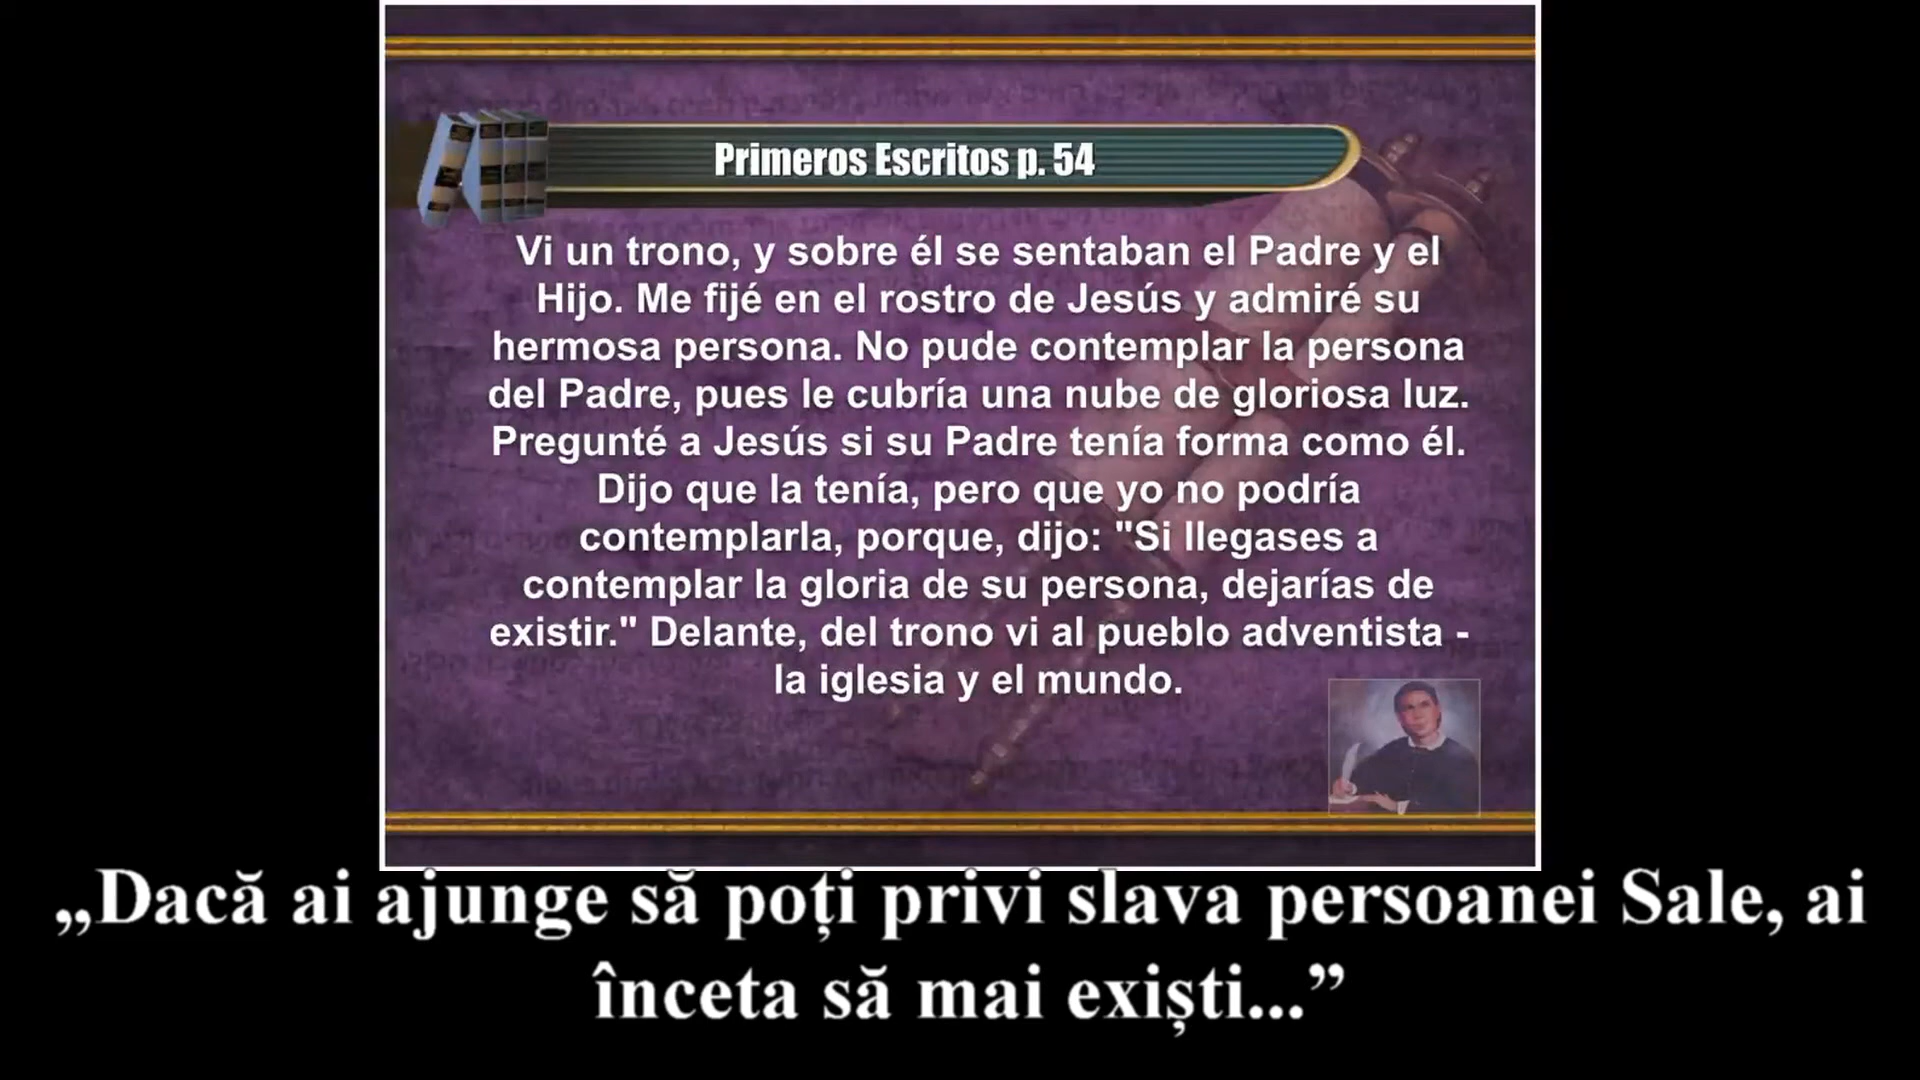 Primeros Escritos p. 54
Vi un trono, y sobre él se sentaban el Padre y el
Hijo. Me fijé en el rostro de Jesús y admiré su
hermosa persona. No pude contemplar la persona
del Padre, pues le cubría una nube de gloriosa luz.
Pregunté a Jesús si su Padre tenía forma como él.
Dijo que la tenía, pero que yo no podría
contemplarla, porque, dijo: "Si llegases a
contemplar la gloria de su persona, dejarías de
existir." Delante, del trono vi al pueblo adventista -
la iglesia y el mundo.
„Dacă ai ajunge să poți privi slava persoanei Sale, ai
înceta să mai exiști...”